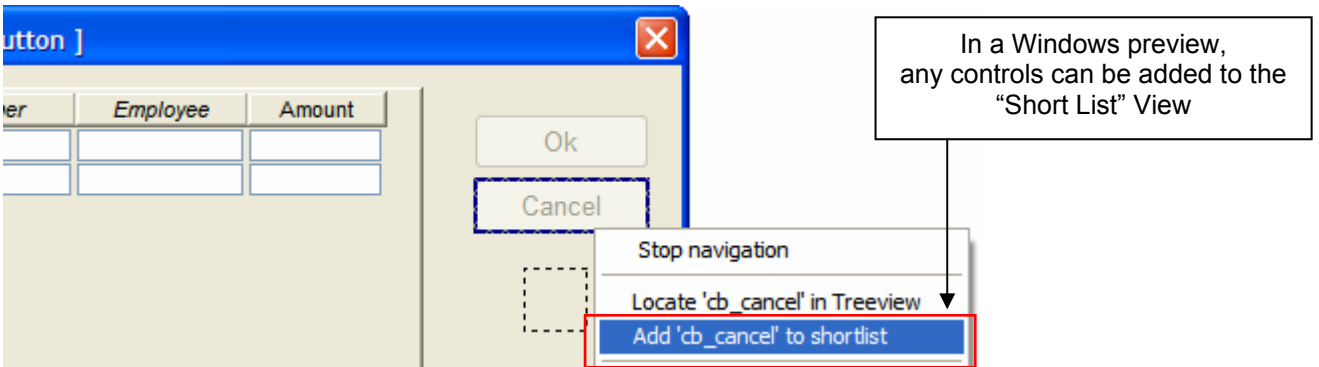 utton ]
In a Windows preview,
any controls can be added to the
“Short List” View
er Employee Amount
Ok
Cancel
Stop navigation
Locate 'cb_cancel' in Treeview
Add 'cb_cancel' to shortlist